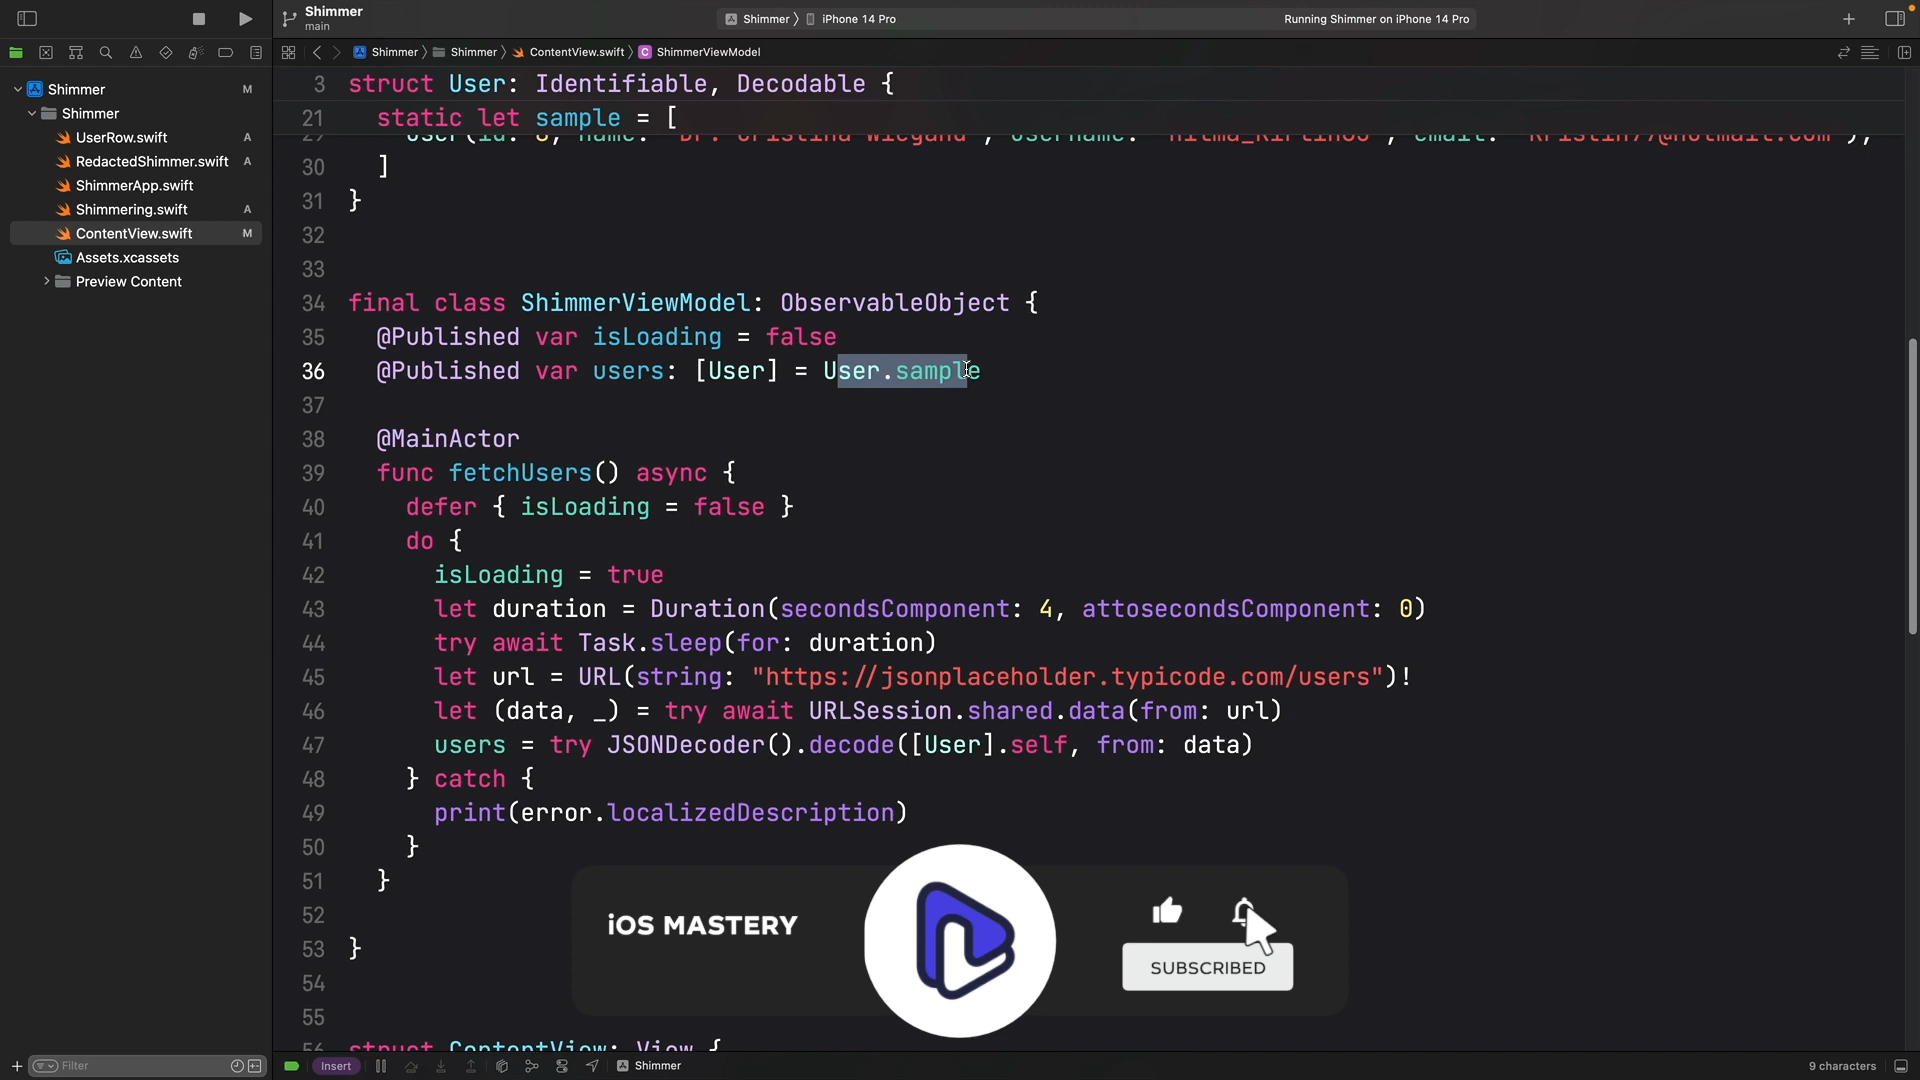 Shimmer
main
Shimmer 〉 iPhone 14 Pro
Running Shimmer on iPhone 14 Pro
Shimmer 〉 Shimmer 〉 ContentView.swift 〉 C ShimmerViewModel
Shimmer M
Shimmer
UserRow.swift A
RedactedShimmer.swift A
ShimmerApp.swift
Shimmering.swift A
ContentView.swift M
Assets.xcassets
Preview Content
3 struct User: Identifiable, Decodable {
21 static let sample = [
30 ]
31 }
32
33
34 final class ShimmerViewModel: ObservableObject {
35 @Published var isLoading = false
36 @Published var users: [User] = User.sample
37
38 @MainActor
39 func fetchUsers() async {
40 defer { isLoading = false }
41 do {
42 isLoading = true
43 let duration = Duration(secondsComponent: 4, attosecondsComponent: 0)
44 try await Task.sleep(for: duration)
45 let url = URL(string: "https://jsonplaceholder.typicode.com/users")!
46 let (data, _) = try await URLSession.shared.data(from: url)
47 users = try JSONDecoder().decode([User].self, from: data)
48 } catch {
49 print(error.localizedDescription)
50 }
51 }
52
53 }
54
55
56 struct ContentView: View {
iOS MASTERY
SUBSCRIBED
Filter
Insert
Shimmer
9 characters